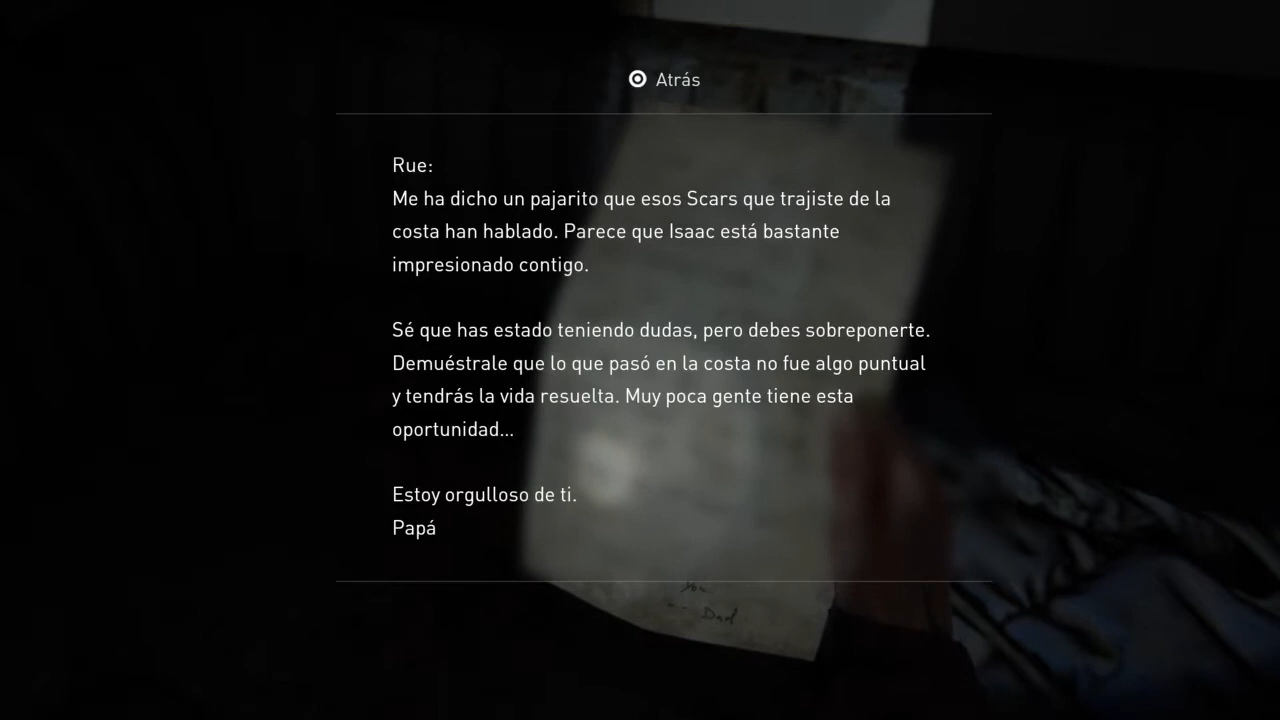 Atrás
Rue:
Me ha dicho un pajarito que esos Scars que trajiste de la
costa han hablado. Parece que Isaac está bastante
impresionado contigo.
Sé que has estado teniendo dudas, pero debes sobreponerte.
Demuéstrale que lo que pasó en la costa no fue algo puntual
y tendrás la vida resuelta. Muy poca gente tiene esta
oportunidad...
Estoy orgulloso de ti.
Papá
you
-- Dad